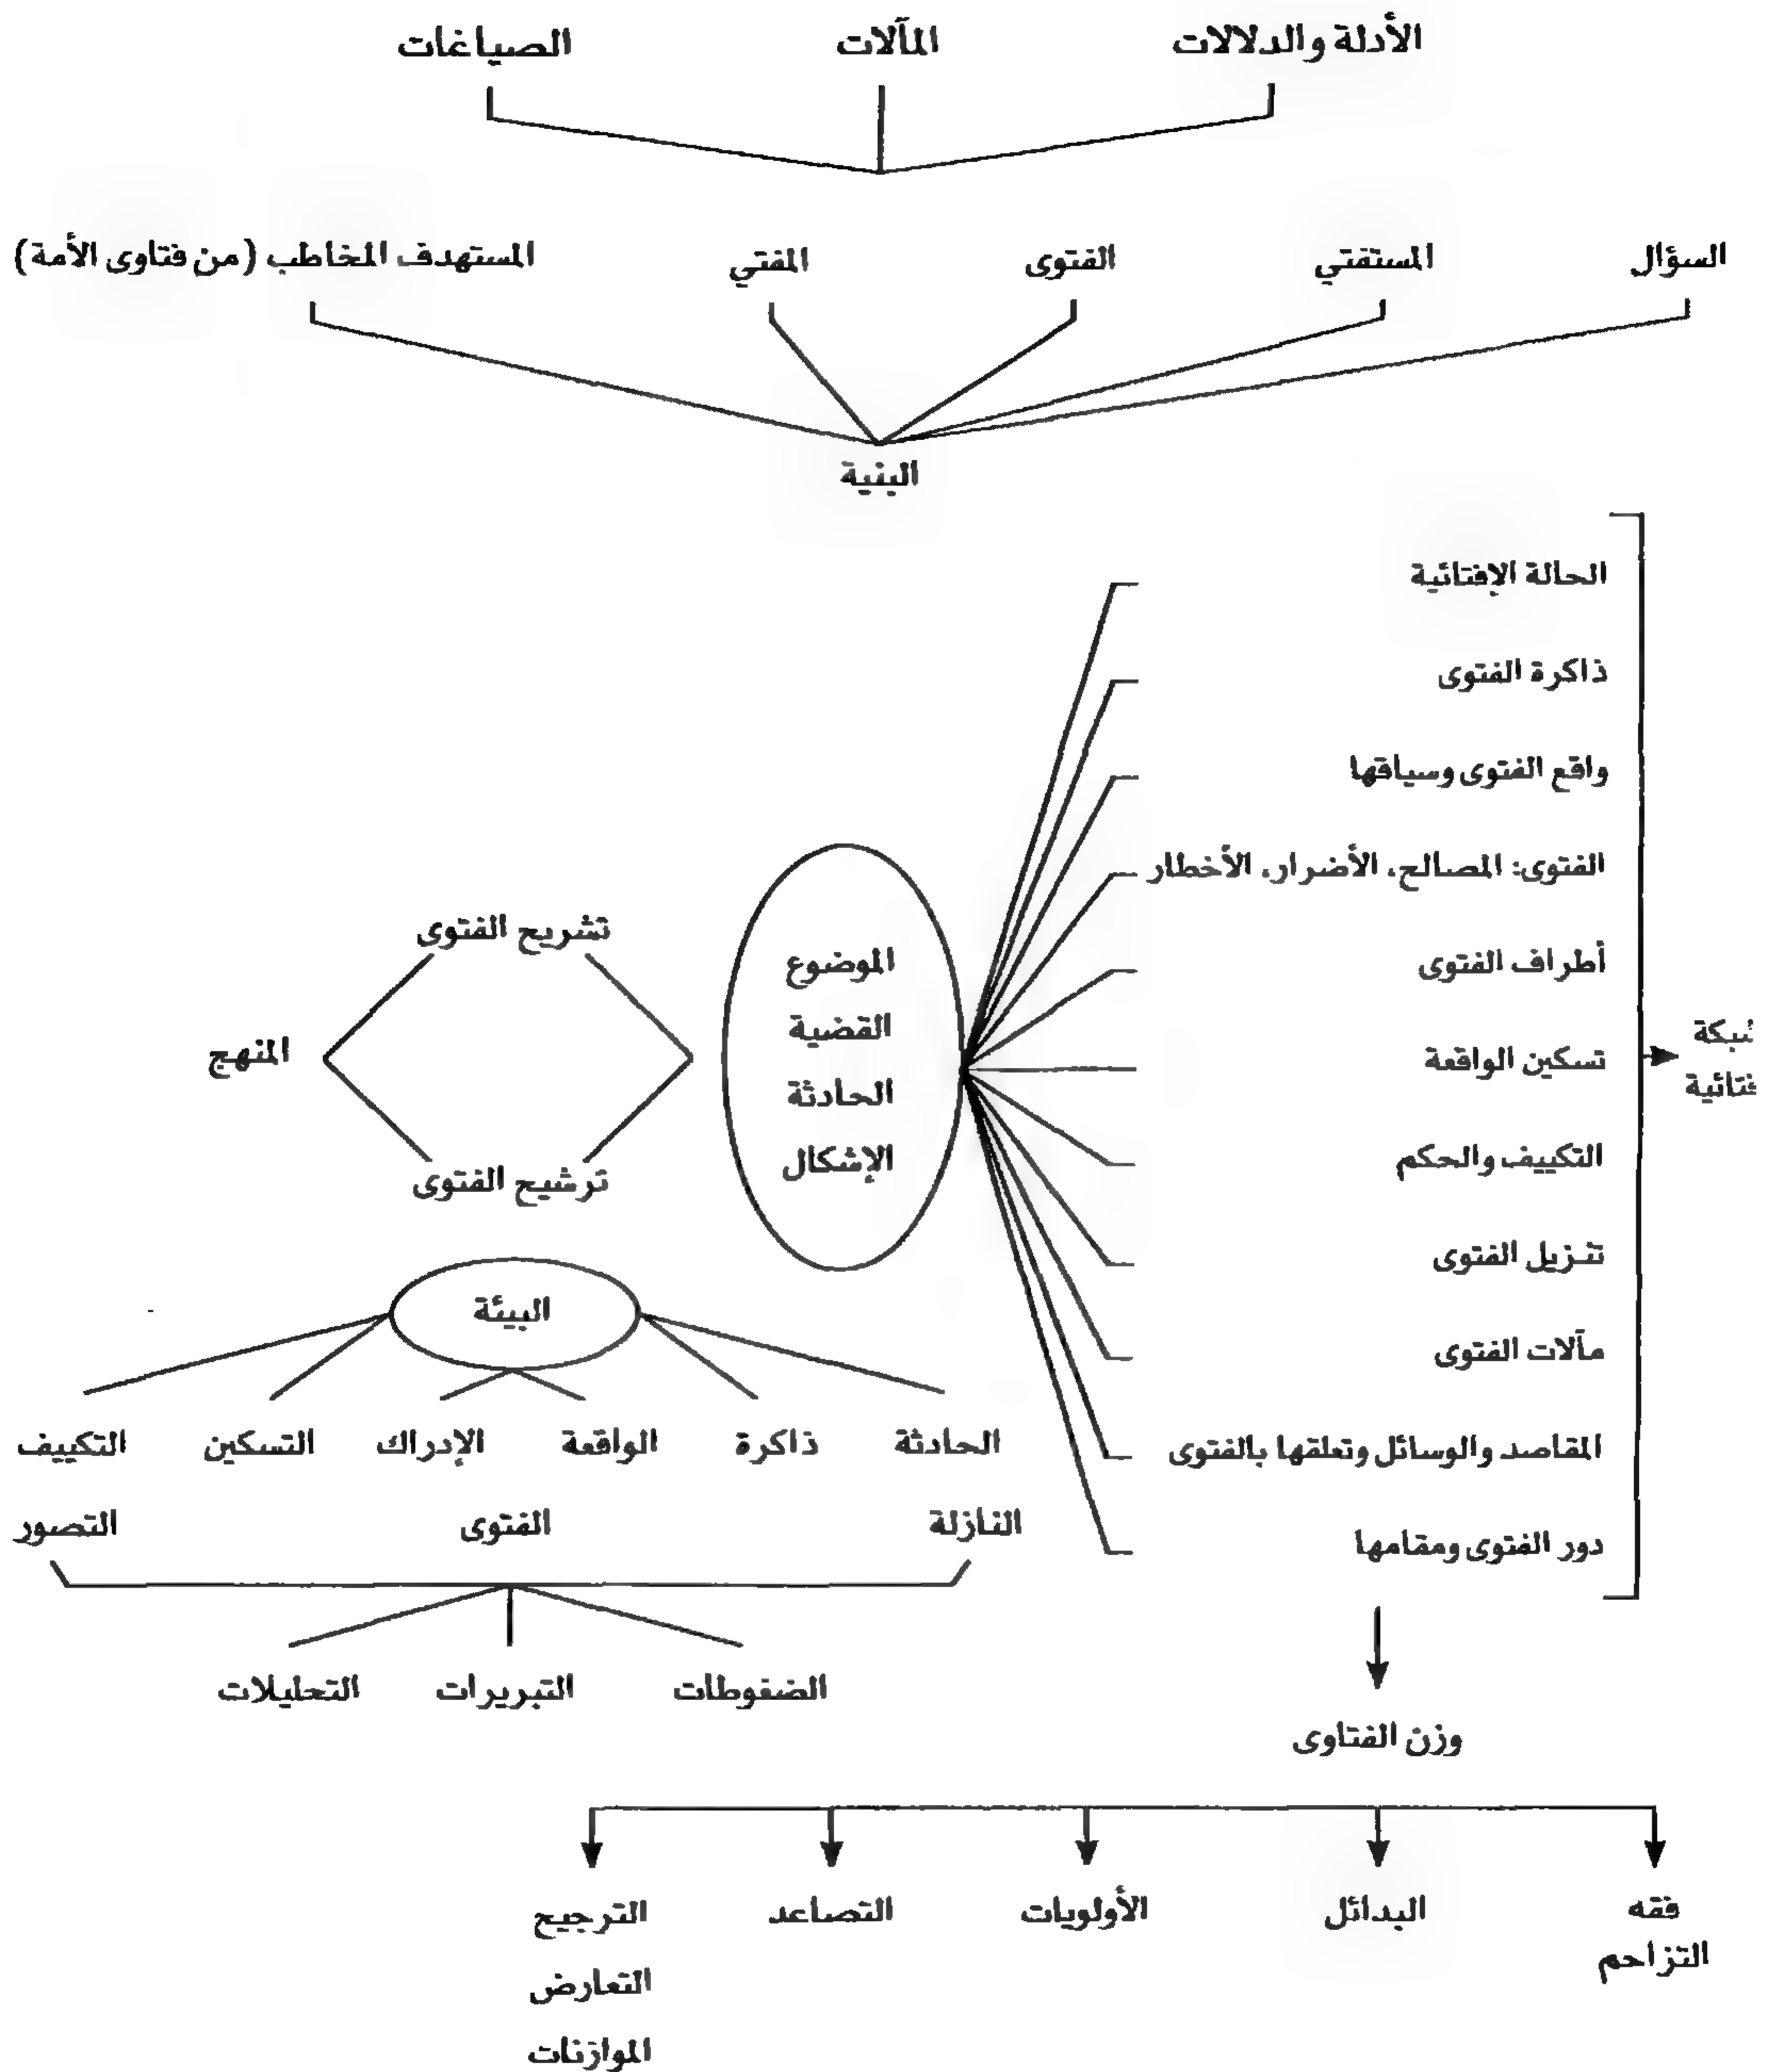 الأدلة والدلالات
المآلات
الصياغات
السؤال
المستفتي
الفتوى
المفتي
المستهدف المخاطب (من فتاوى الأمة)
البنية
الحالة الإفتائية
ذاكرة الفتوى
واقع الفتوى وسياقها
الفتوى: المصالح، الأضرار، الأخطار
أطراف الفتوى
تسكين الواقعة
التكييف والحكم
تنزيل الفتوى
مآلات الفتوى
المقاصد والوسائل وتعلقها بالفتوى
دور الفتوى ومقامها
الموضوع
القضية
الحادثة
الإشكال
تشريح الفتوى
المنهج
ترشيح الفتوى
البيئة
الحادثة
ذاكرة
الواقعة
الإدراك
التسكين
التكييف
النازلة
الفتوى
التصور
الضغوطات
التبريرات
التحليلات
وزن الفتاوى
فقه
التزاحم
البدائل
الأولويات
التصاعد
الترجيح
التعارض
الموازنات